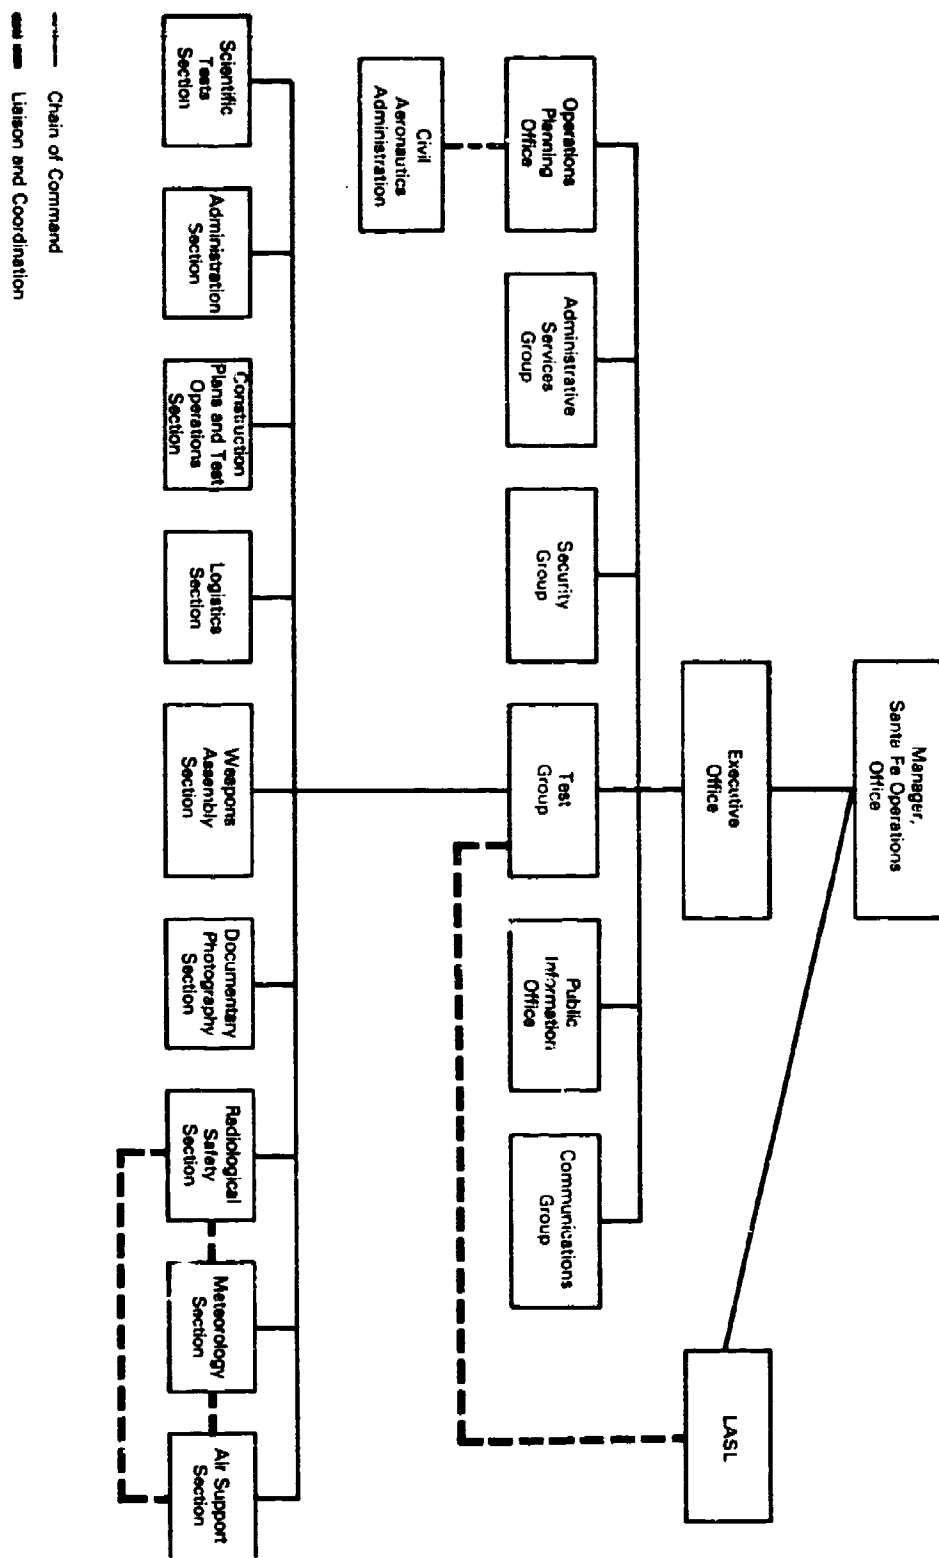 Manager,
Santa Fe Operations
Office
Executive
Office
LASL
Operations
Planning
Office
Administrative
Services
Group
Security
Group
Test
Group
Public
Information
Office
Communications
Group
Civil
Aeronautics
Administration
Scientific
Tests
Section
Administration
Section
Construction
Plans and Test
Operations
Section
Logistics
Section
Weapons
Assembly
Section
Documentary
Photography
Section
Radiological
Safety
Section
Meteorology
Section
Air Support
Section
Chain of Command
Liaison and Coordination